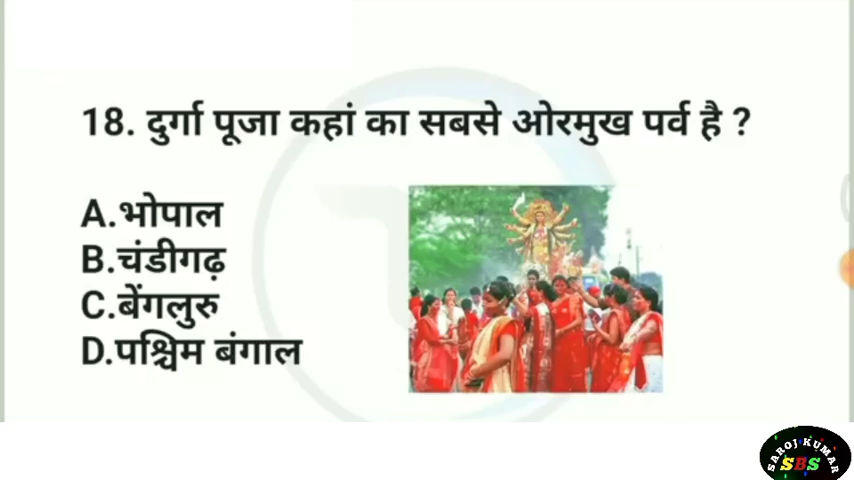 18. दुर्गा पूजा कहां का सबसे ओरमुख पर्व है ?
A.भोपाल
B.चंडीगढ़
C.बेंगलुरु
D.पश्चिम बंगाल
SAROJ KUMAR
SBS